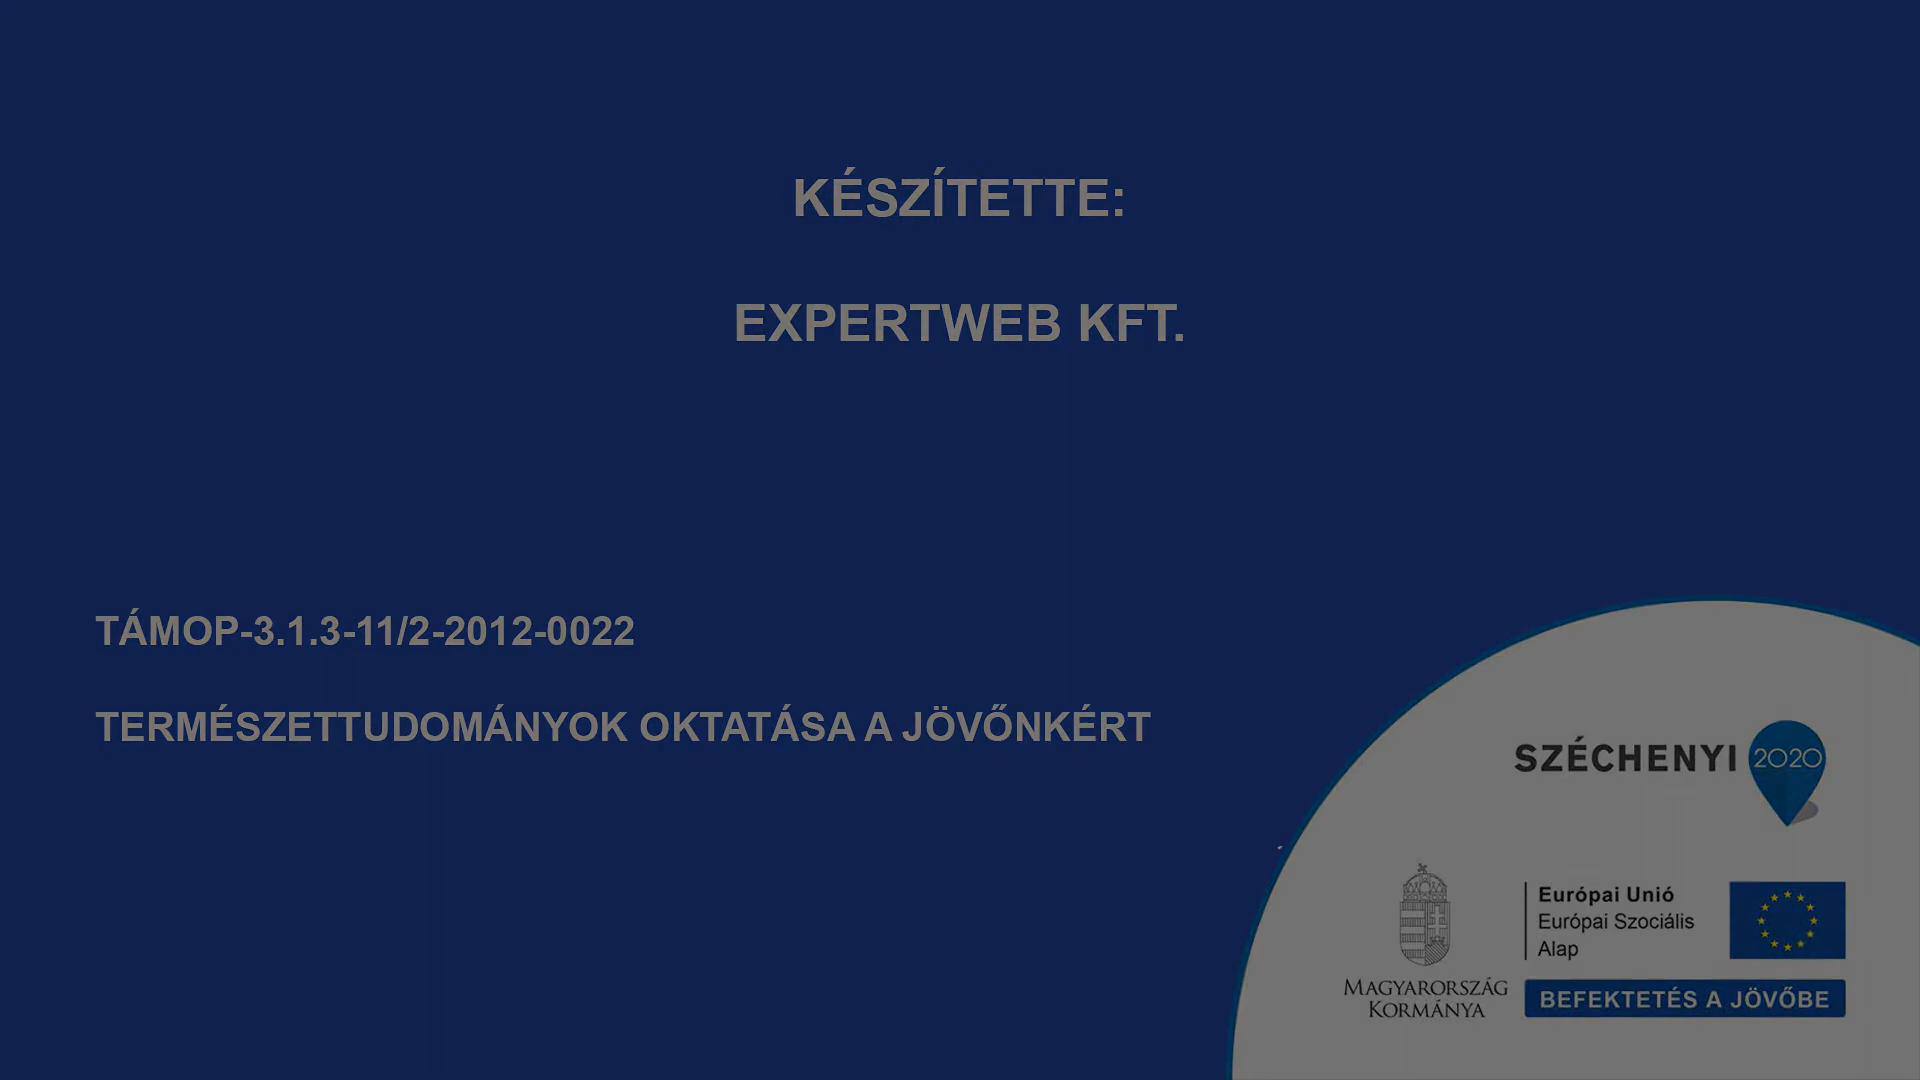 KÉSZÍTETTE:
EXPERTWEB KFT.
TÁMOP-3.1.3-11/2-2012-0022
TERMÉSZETTUDOMÁNYOK OKTATÁSA A JÖVŐNKÉRT
SZÉCHENYI 2020
Európai Unió
Európai Szociális
Alap
MAGYARORSZÁG
KORMÁNYA
BEFEKTETÉS A JÖVŐBE